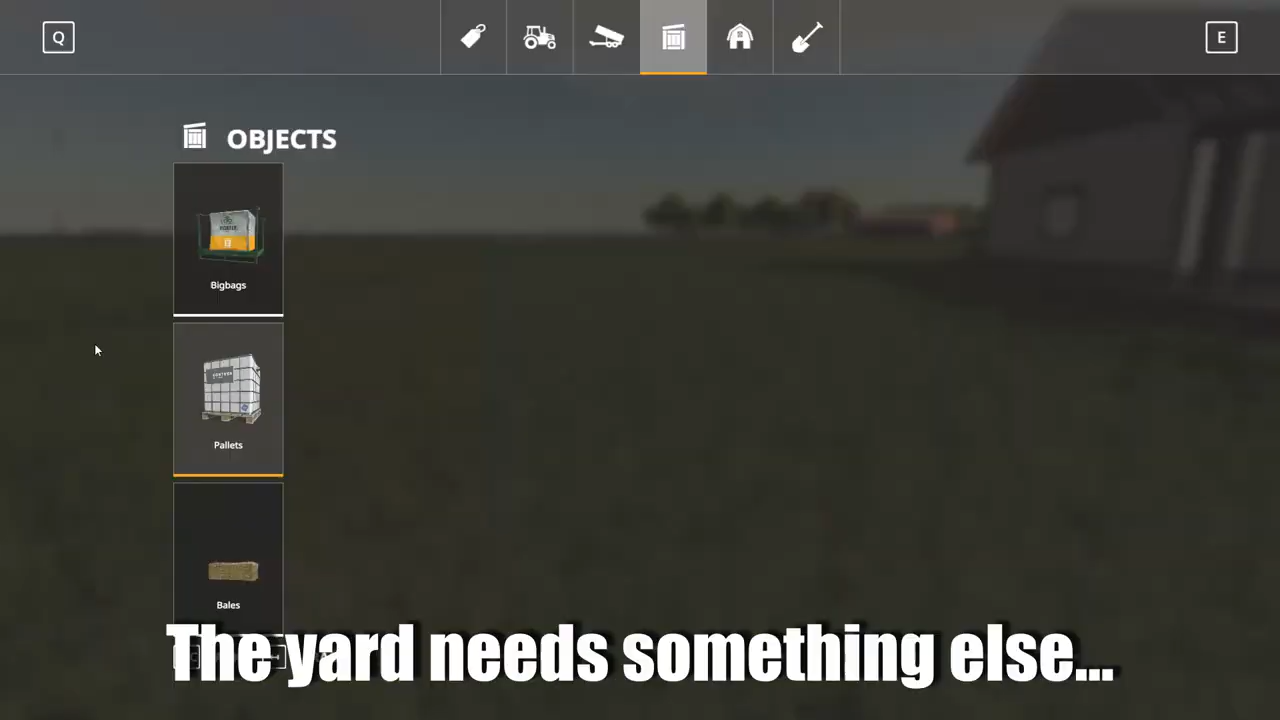 Q
E
OBJECTS
Bigbags
Pallets
Bales
The yard needs something else...